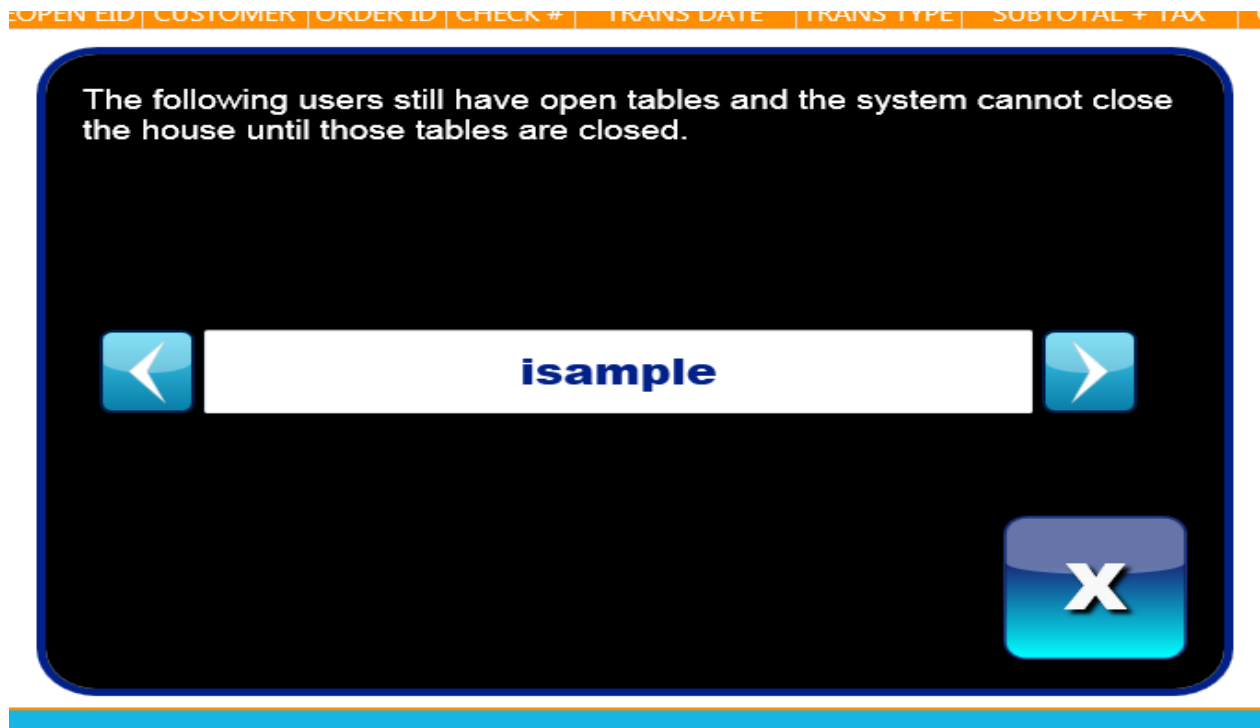 CUSTOMER ORDER ID CHECK # TRANS DATE TRANS TYPE SUBTOTAL + TAX
The following users still have open tables and the system cannot close
the house until those tables are closed.
isample
X